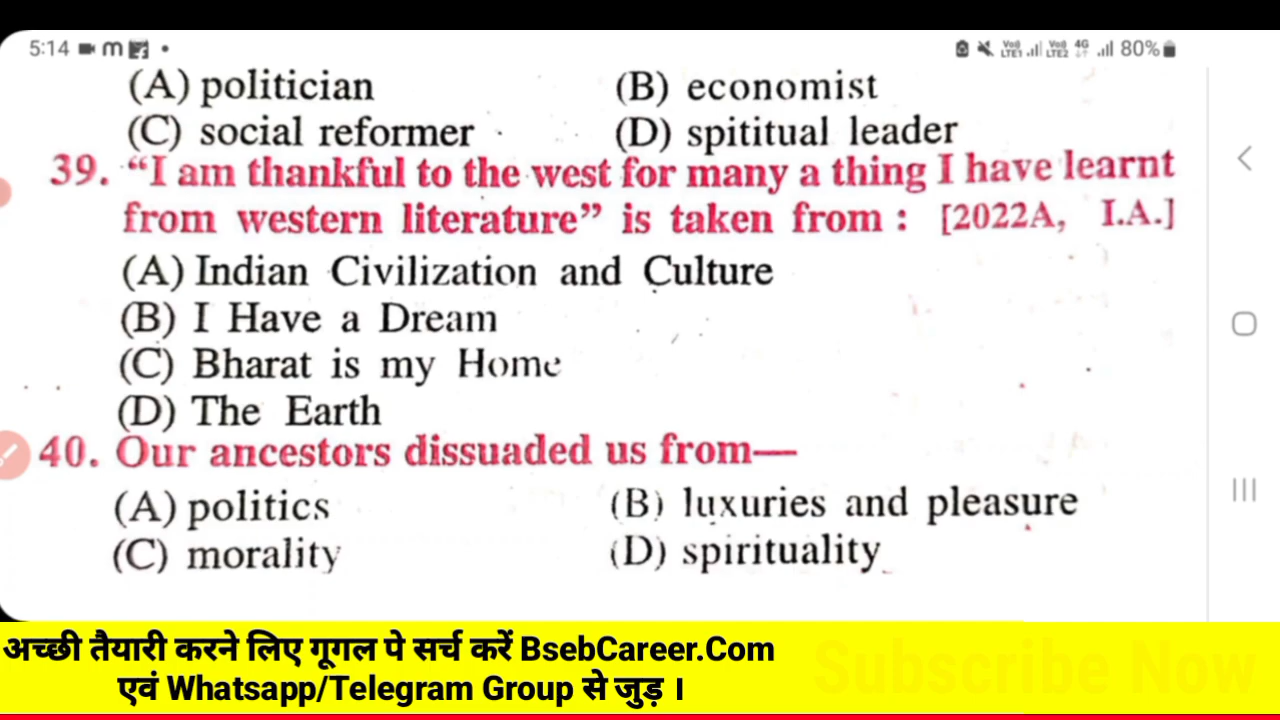 5:14
80%
(A) politician (B) economist
(C) social reformer (D) spititual leader
39. “I am thankful to the west for many a thing I have learnt
from western literature” is taken from : [2022A, I.A.]
(A) Indian Civilization and Culture
(B) I Have a Dream
(C) Bharat is my Home
(D) The Earth
40. Our ancestors dissuaded us from—
(A) politics (B) luxuries and pleasure
(C) morality (D) spirituality
अच्छी तैयारी करने लिए गूगल पे सर्च करें BsebCareer.Com
एवं Whatsapp/Telegram Group से जुड़ ।
Subscribe Now